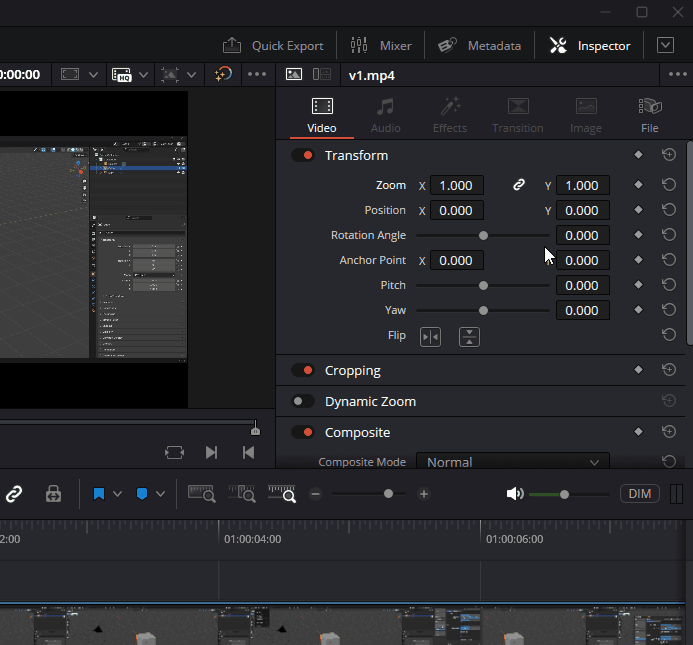 Quick Export Mixer Metadata Inspector
0:00:00 HQ v1.mp4
Video Audio Effects Transition Image File
Transform
Zoom X 1.000 Y 1.000
Position X 0.000 Y 0.000
Rotation Angle 0.000
Anchor Point X 0.000 0.000
Pitch 0.000
Yaw 0.000
Flip
Cropping
Dynamic Zoom
Composite
Composite Mode Normal
DIM
2:00 01:00:04:00 01:00:06:00